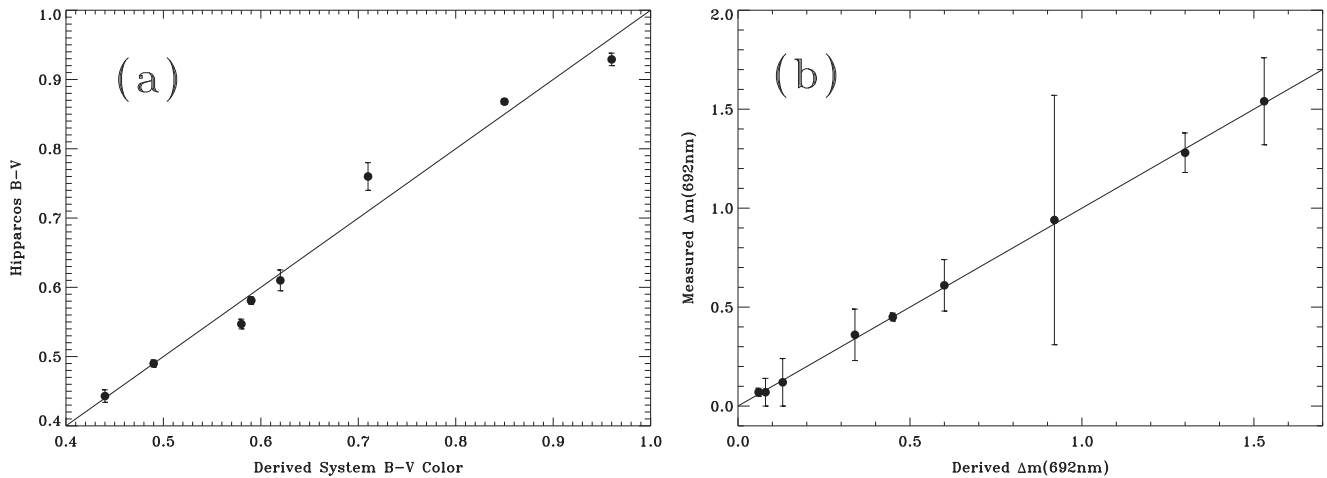 1.0
0.9
0.8
0.7
0.6
0.5
0.4
Hipparcos B−V
(a)
0.4 0.5 0.6 0.7 0.8 0.9 1.0
Derived System B−V Color
2.0
1.5
1.0
0.5
0.0
Measured Δm(692nm)
(b)
0.0 0.5 1.0 1.5
Derived Δm(692nm)